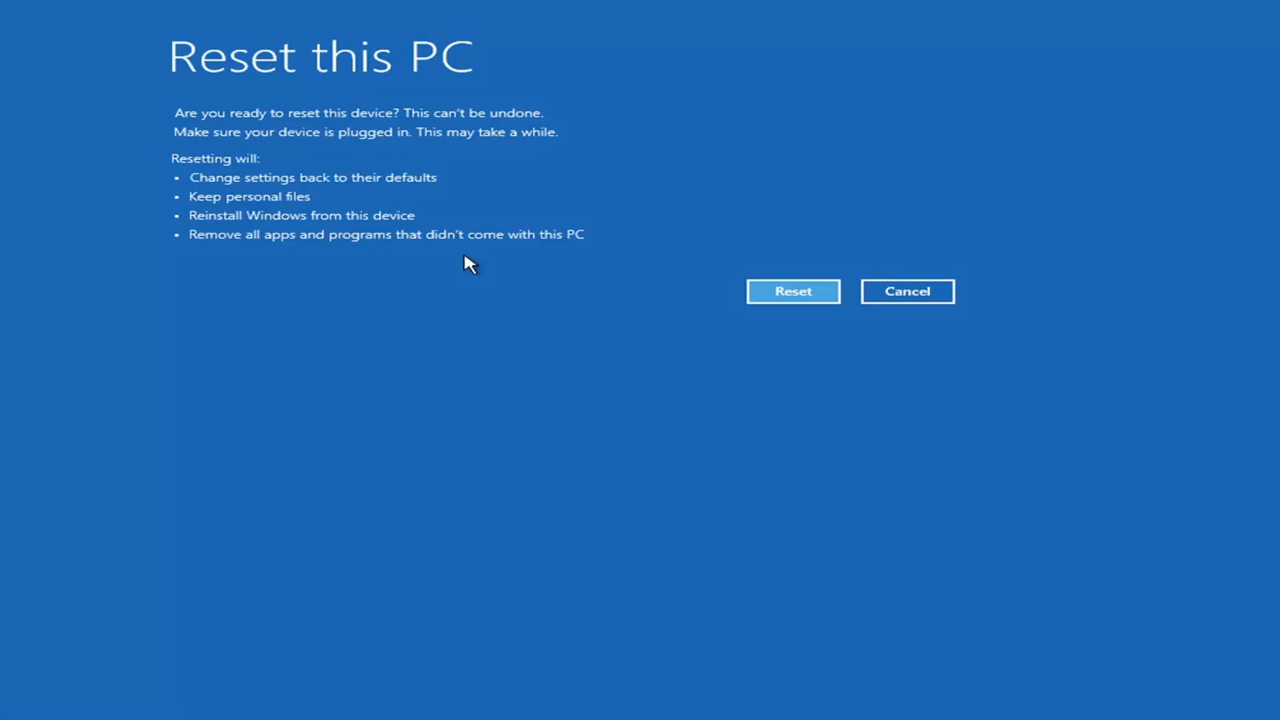 Reset this PC
Are you ready to reset this device? This can't be undone.
Make sure your device is plugged in. This may take a while.
Resetting will:
• Change settings back to their defaults
• Keep personal files
• Reinstall Windows from this device
• Remove all apps and programs that didn't come with this PC
Reset Cancel